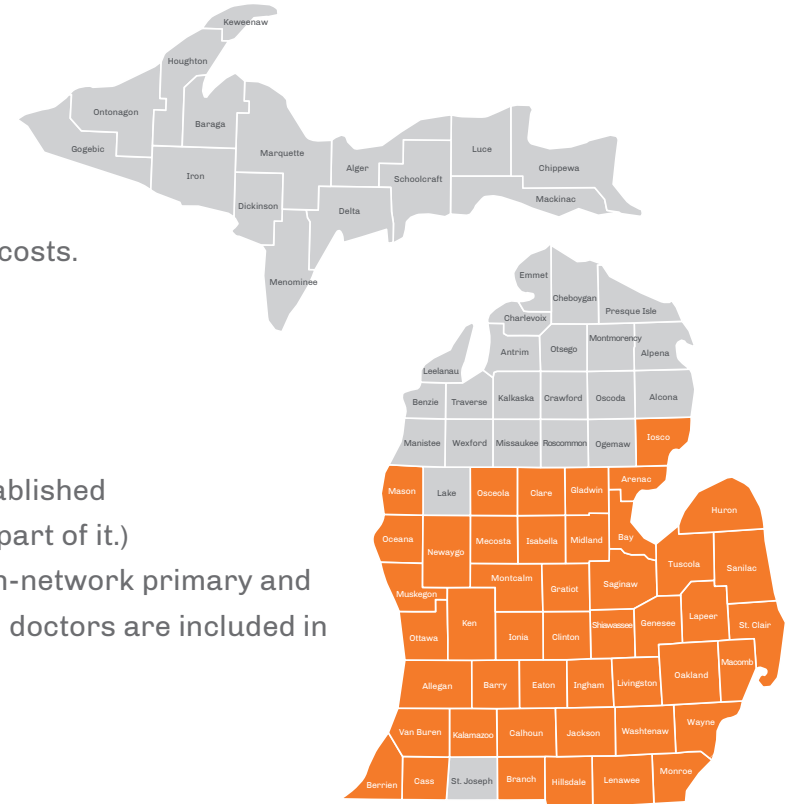 Keweenaw
Houghton
Ontonagon
Baraga
Gogebic
Marquette
Iron
Alger
Luce
Chippewa
Schoolcraft
Mackinac
Dickinson
Delta
costs.
Menominee
Emmet
Cheboygan
Presque Isle
Charlevoix
Antrim
Otsego
Montmorency
Alpena
Leelanau
Benzie
Traverse
Kalkaska
Crawford
Oscoda
Alcona
Manistee
Wexford
Missaukee
Roscommon
Ogemaw
Iosco
ablished
Mason
Lake
Osceola
Clare
Gladwin
Arenac
Huron
part of it.)
Oceana
Newaygo
Mecosta
Isabella
Midland
Bay
Tuscola
Sanilac
n-network primary and
Muskegon
Montcalm
Gratiot
Saginaw
doctors are included in
Ottawa
Ken
Ionia
Clinton
Shiawassee
Genesee
Lapeer
St. Clair
Allegan
Barry
Eaton
Ingham
Livingston
Oakland
Macomb
Van Buren
Kalamazoo
Calhoun
Jackson
Washtenaw
Wayne
Berrien
Cass
St. Joseph
Branch
Hillsdale
Lenawee
Monroe